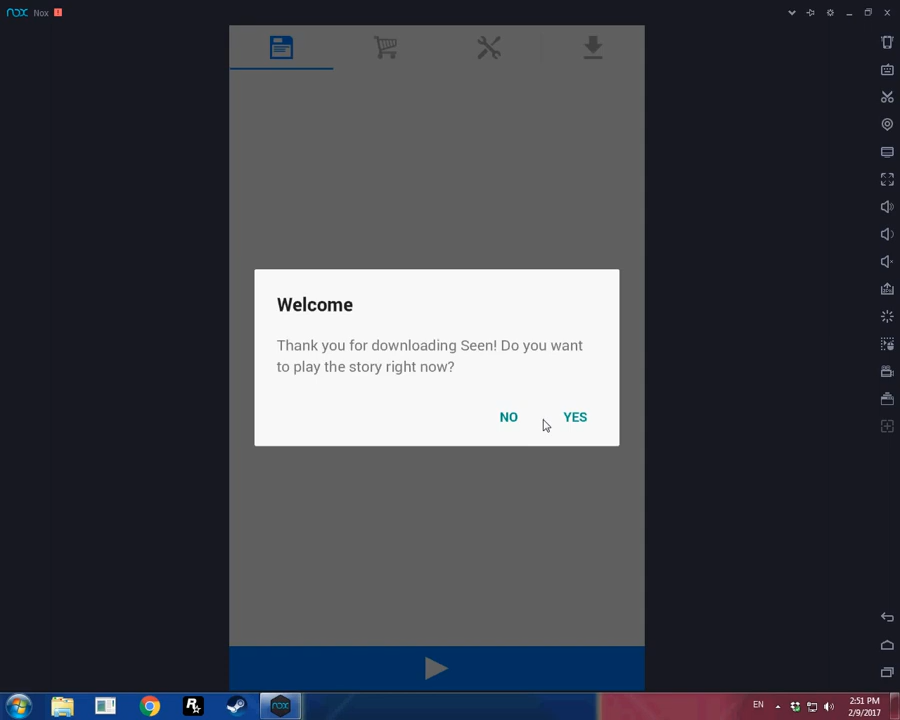 nox Nox
Welcome
Thank you for downloading Seen! Do you want
to play the story right now?
NO YES
R★ nox EN 2:51 PM
2/9/2017